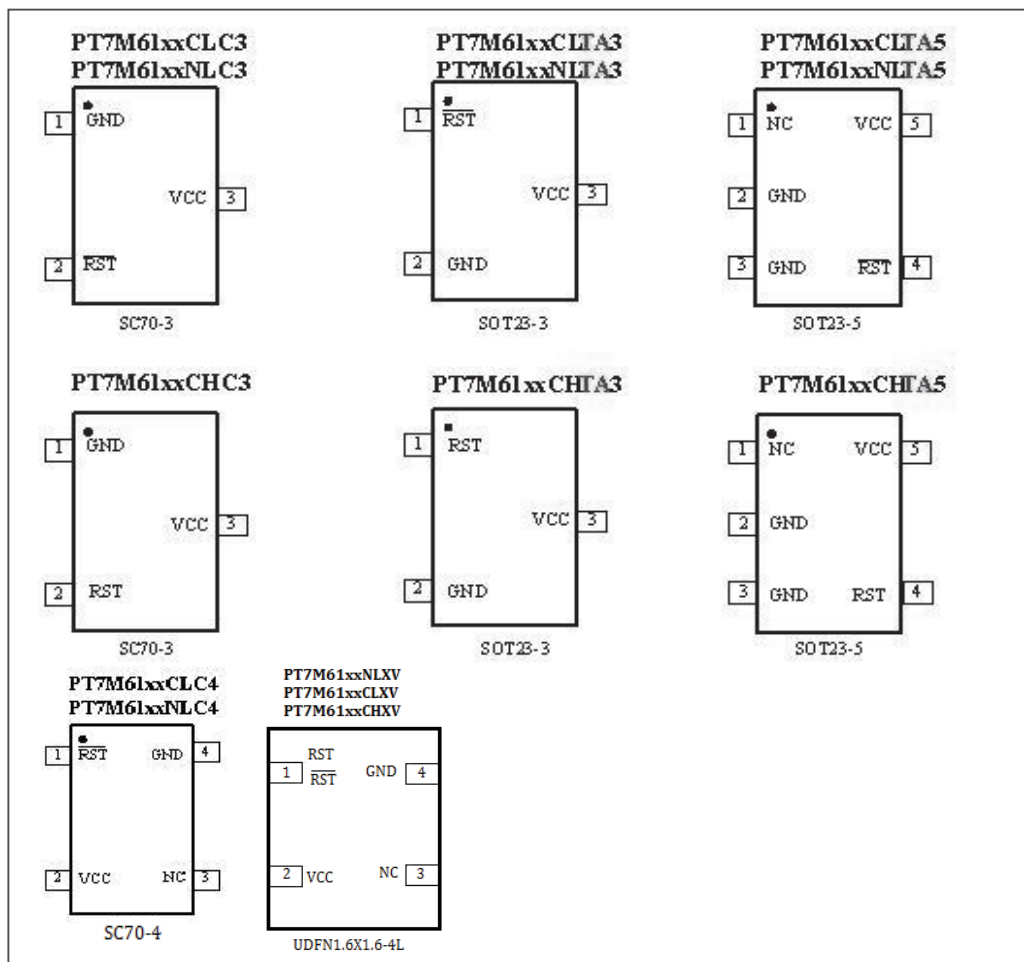 PT7M61xxCLC3
PT7M61xxNLC3
1
GND
VCC 3
2
RST
SC70-3
PT7M61xxCLTA3
PT7M61xxNLTA3
1
RST
VCC 3
2
GND
SOT23-3
PT7M61xxCLTA5
PT7M61xxNLTA5
1 NC VCC 5
2 GND
3 GND RST 4
SOT23-5
PT7M61xxCHC3
1
GND
VCC 3
2 RST
SC70-3
PT7M61xxCHTA3
1 RST
VCC 3
2 GND
SOT23-3
PT7M61xxCHTA5
1 NC VCC 5
2 GND
3 GND RST 4
SOT23-5
PT7M61xxCLC4
PT7M61xxNLC4
1 RST GND 4
2 VCC NC 3
SC70-4
PT7M61xxNLXV
PT7M61xxCLXV
PT7M61xxCHXV
RST
1 RST GND 4
2 VCC NC 3
UDFN1.6X1.6-4L